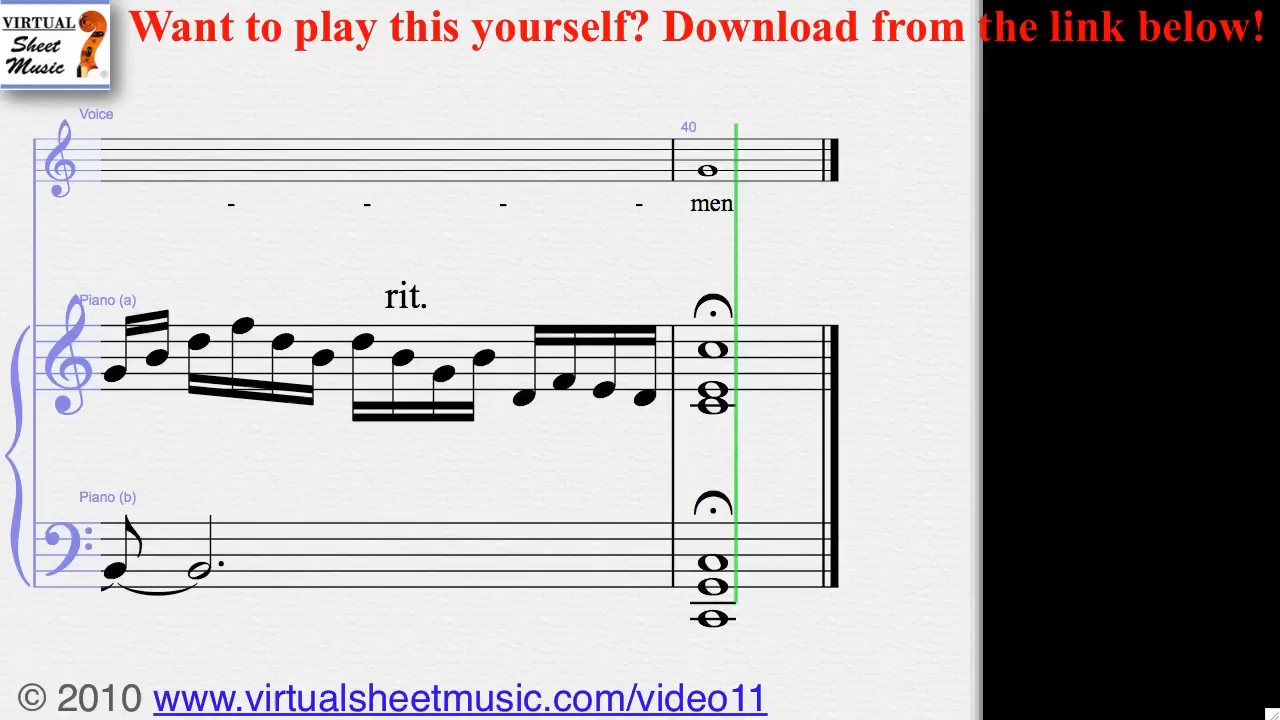 Want to play this yourself? Download from the link below!
VIRTUAL
Sheet
Music
®
Voice
40
- - - - men
rit.
Piano (a)
Piano (b)
© 2010 www.virtualsheetmusic.com/video11